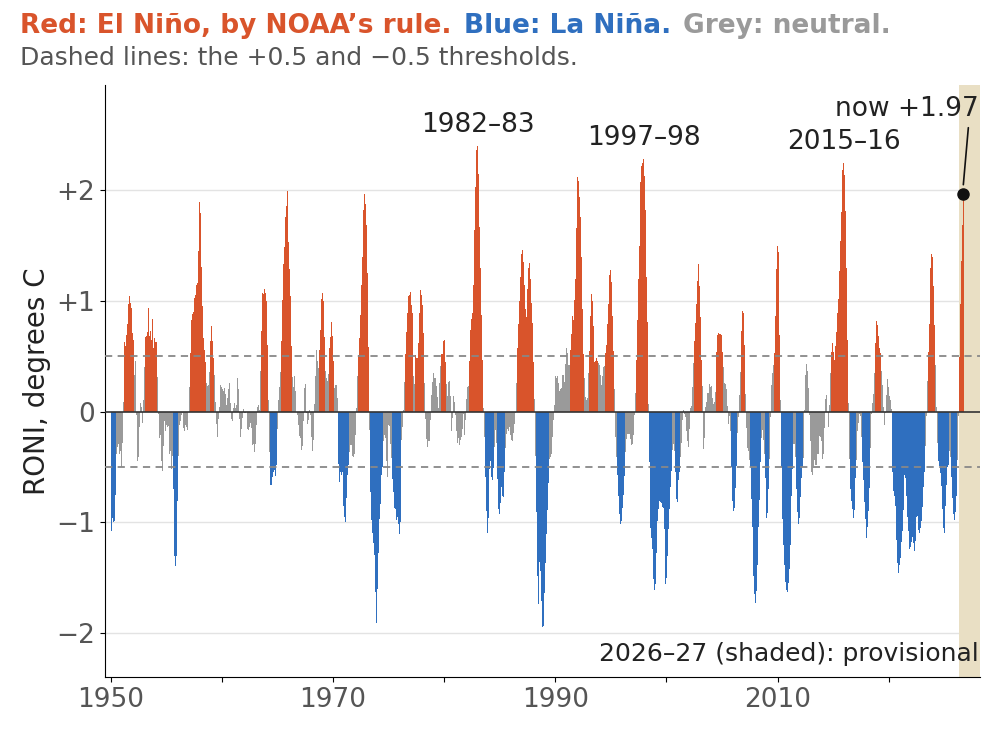 Red: El Niño, by NOAA’s rule. Blue: La Niña. Grey: neutral.
Dashed lines: the +0.5 and −0.5 thresholds.
now +1.97
1982–83
1997–98
2015–16
+2
+1
0
−1
−2
RONI, degrees C
2026–27 (shaded): provisional
1950
1970
1990
2010